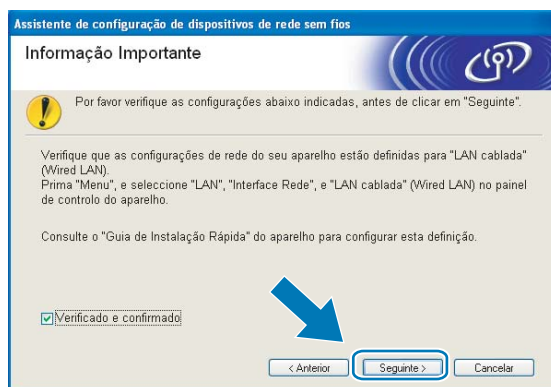 Assistente de configuração de dispositivos de rede sem fios
Informação Importante
Por favor verifique as configurações abaixo indicadas, antes de clicar em "Seguinte".
Verifique que as configurações de rede do seu aparelho estão definidas para "LAN cablada"
(Wired LAN).
Prima "Menu", e seleccione "LAN", "Interface Rede", e "LAN cablada" (Wired LAN) no painel
de controlo do aparelho.
Consulte o "Guia de Instalação Rápida" do aparelho para configurar esta definição.
Verificado e confirmado
< Anterior
Seguinte >
Cancelar